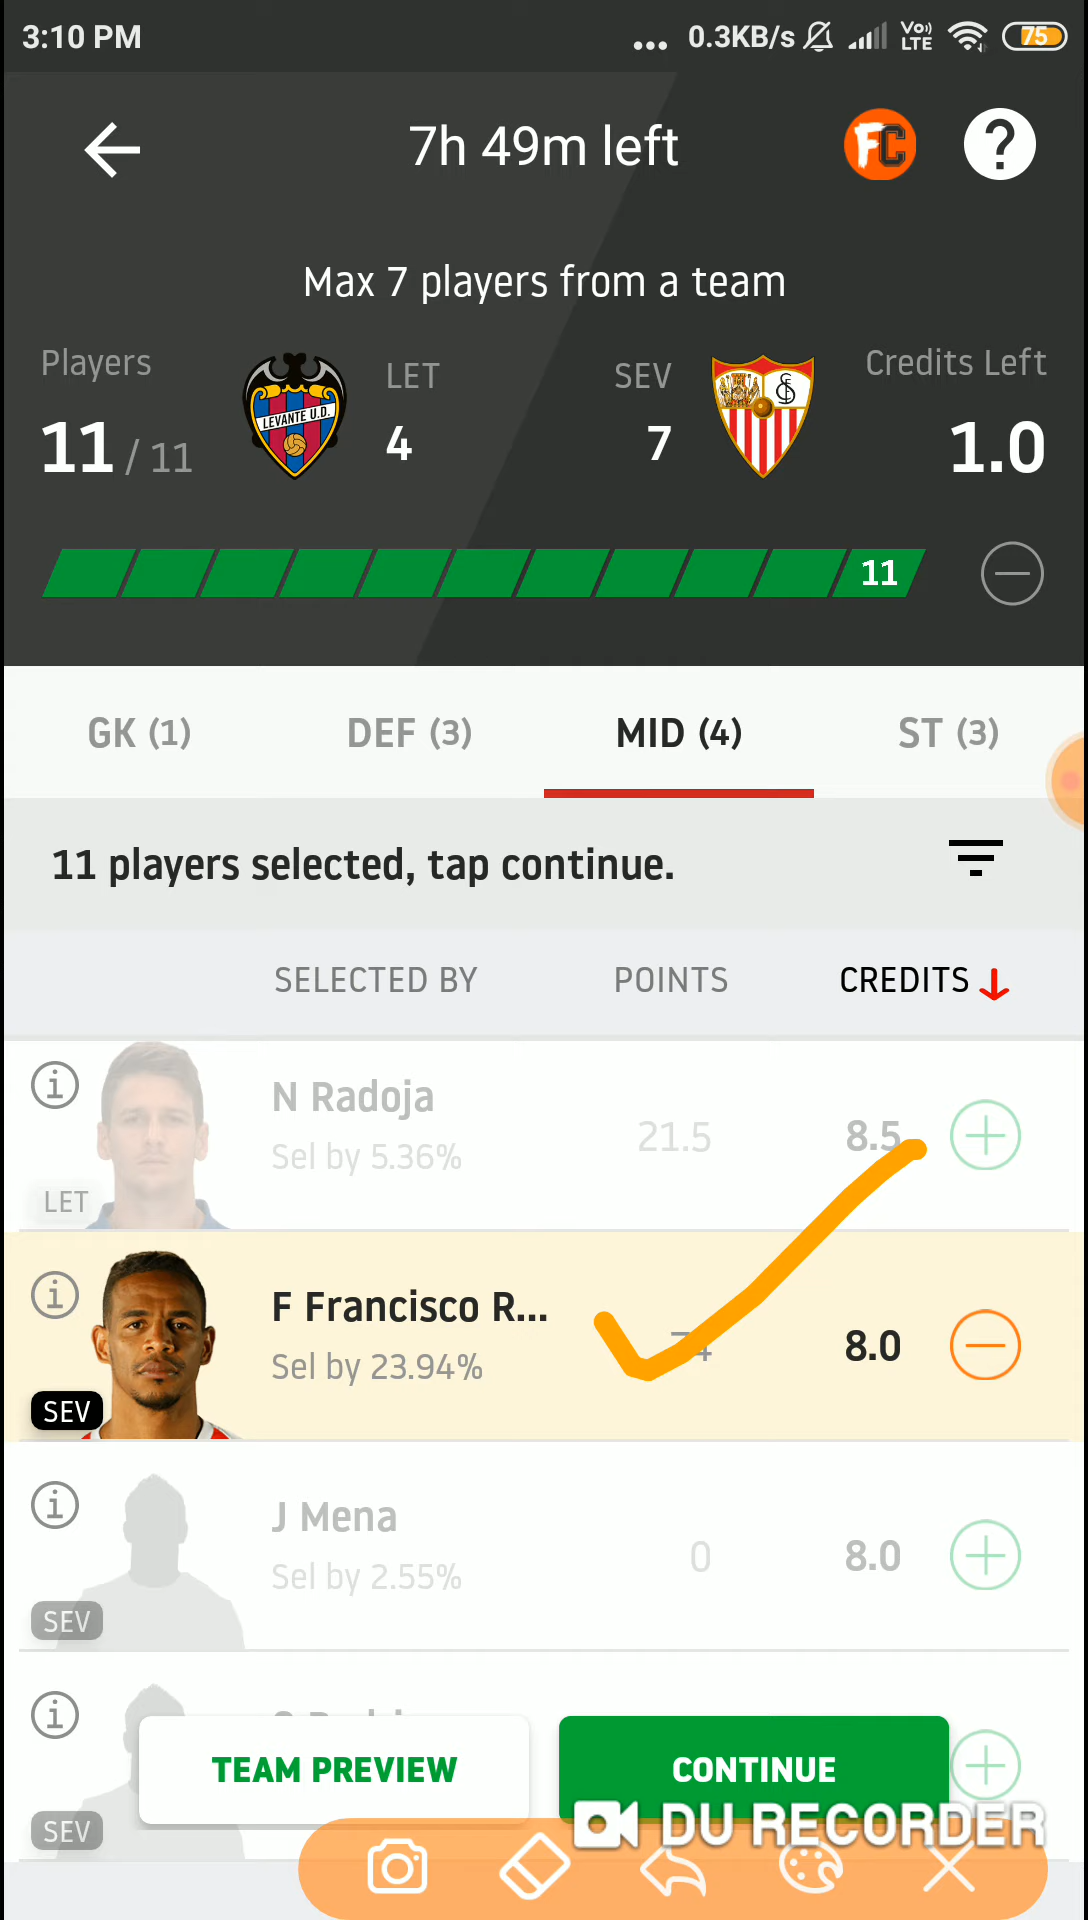 3:10 PM
... 0.3KB/s Vo)) LTE 75
7h 49m left
FC ?
Max 7 players from a team
Players
LET
SEV
Credits Left
11 / 11
LEVANTE U.D.
4
7
1.0
11
GK (1)
DEF (3)
MID (4)
ST (3)
11 players selected, tap continue.
SELECTED BY
POINTS
CREDITS
N Radoja
Sel by 5.36%
21.5
8.5
LET
F Francisco R...
Sel by 23.94%
8.0
SEV
J Mena
Sel by 2.55%
0
8.0
SEV
TEAM PREVIEW
CONTINUE
SEV
DU RECORDER